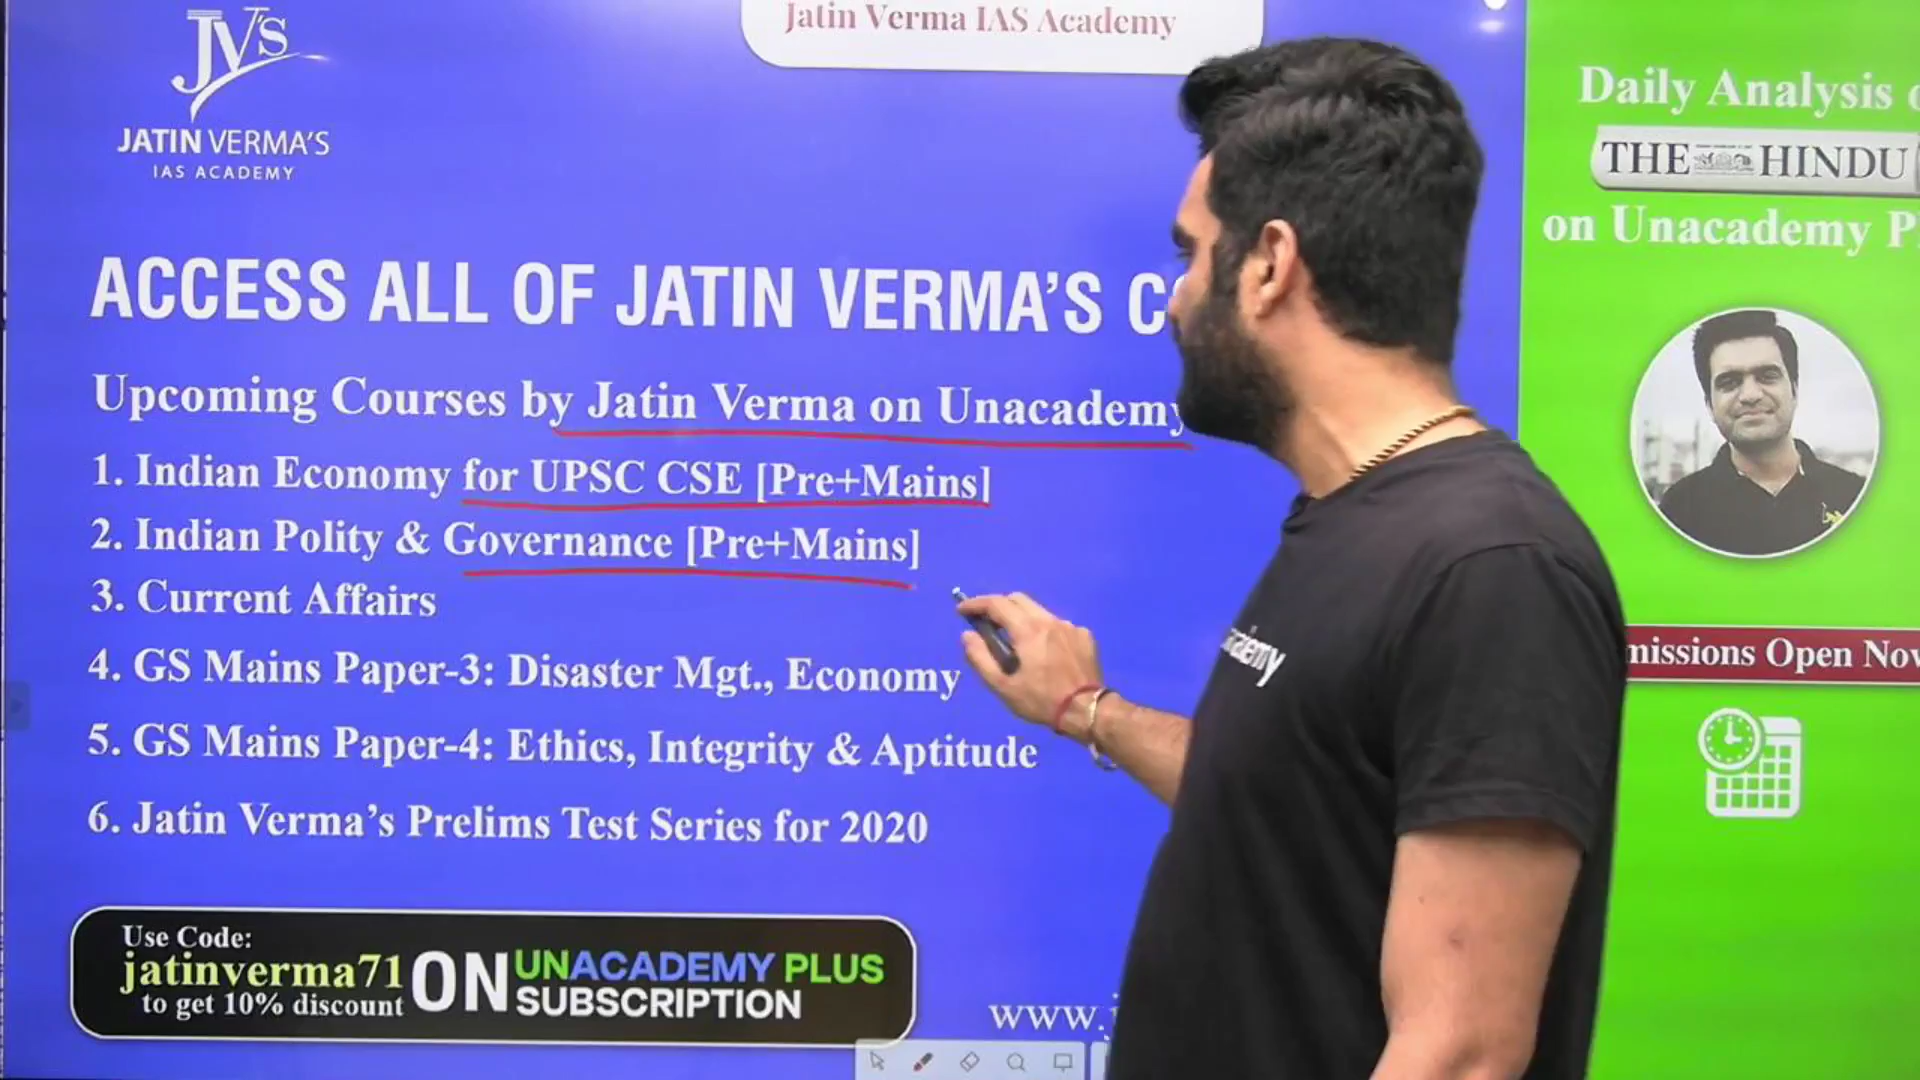 Jatin Verma IAS Academy
JV'S
JATIN VERMA'S
IAS ACADEMY
ACCESS ALL OF JATIN VERMA'S
Upcoming Courses by Jatin Verma on Unacademy
1. Indian Economy for UPSC CSE [Pre+Mains]
2. Indian Polity & Governance [Pre+Mains]
3. Current Affairs
4. GS Mains Paper-3: Disaster Mgt., Economy
5. GS Mains Paper-4: Ethics, Integrity & Aptitude
6. Jatin Verma's Prelims Test Series for 2020
Use Code:
jatinverma71
to get 10% discount
ON
UNACADEMY PLUS
SUBSCRIPTION
www.
Daily Analysis
THE HINDU
on Unacademy
Open